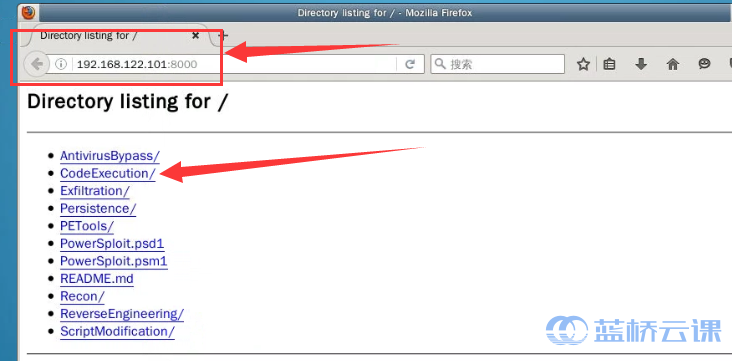 Directory listing for / - Mozilla Firefox
Directory listing for /
192.168.122.101:8000
搜索
Directory listing for /
AntivirusBypass/
CodeExecution/
Exfiltration/
Persistence/
PETools/
PowerSploit.psd1
PowerSploit.psm1
README.md
Recon/
ReverseEngineering/
ScriptModification/
蓝桥云课